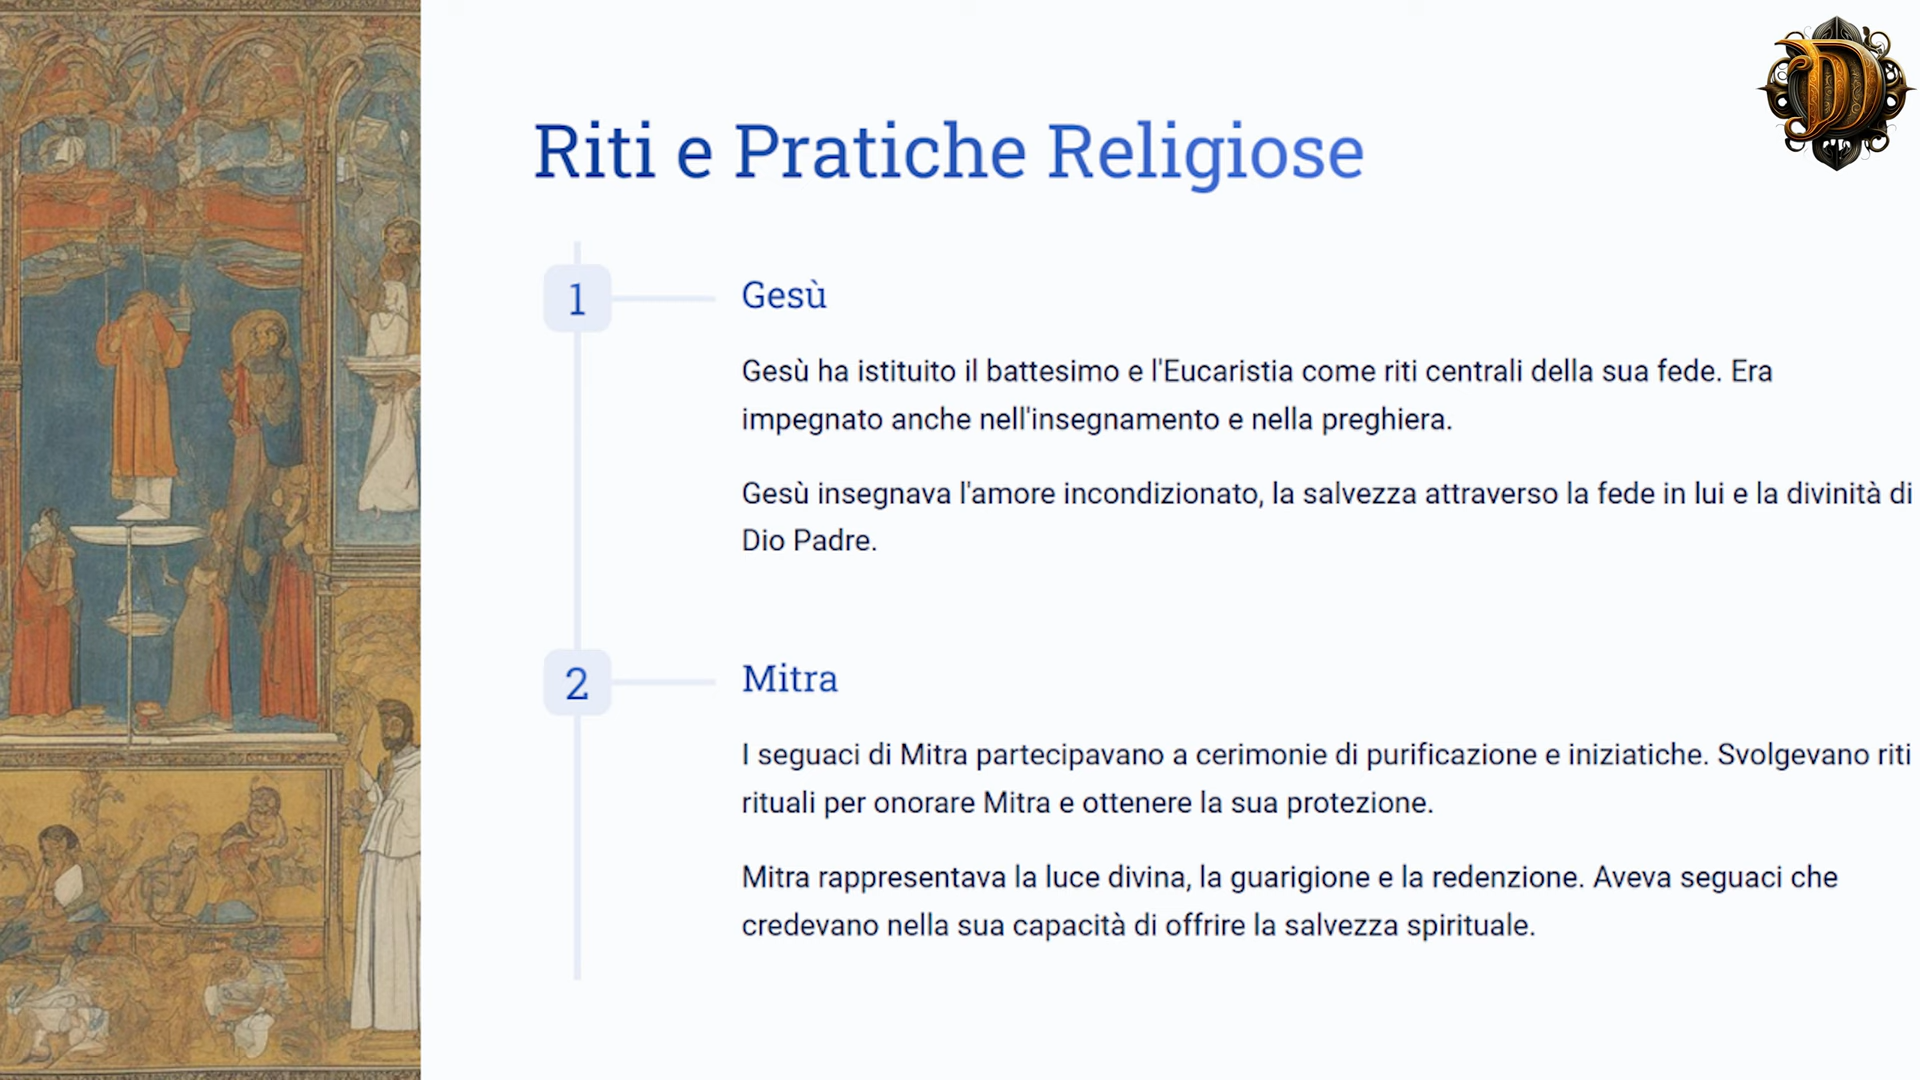 Riti e Pratiche Religiose
1
Gesù
Gesù ha istituito il battesimo e l'Eucaristia come riti centrali della sua fede. Era
impegnato anche nell'insegnamento e nella preghiera.
Gesù insegnava l'amore incondizionato, la salvezza attraverso la fede in lui e la divinità di
Dio Padre.
2
Mitra
I seguaci di Mitra partecipavano a cerimonie di purificazione e iniziatiche. Svolgevano riti
rituali per onorare Mitra e ottenere la sua protezione.
Mitra rappresentava la luce divina, la guarigione e la redenzione. Aveva seguaci che
credevano nella sua capacità di offrire la salvezza spirituale.